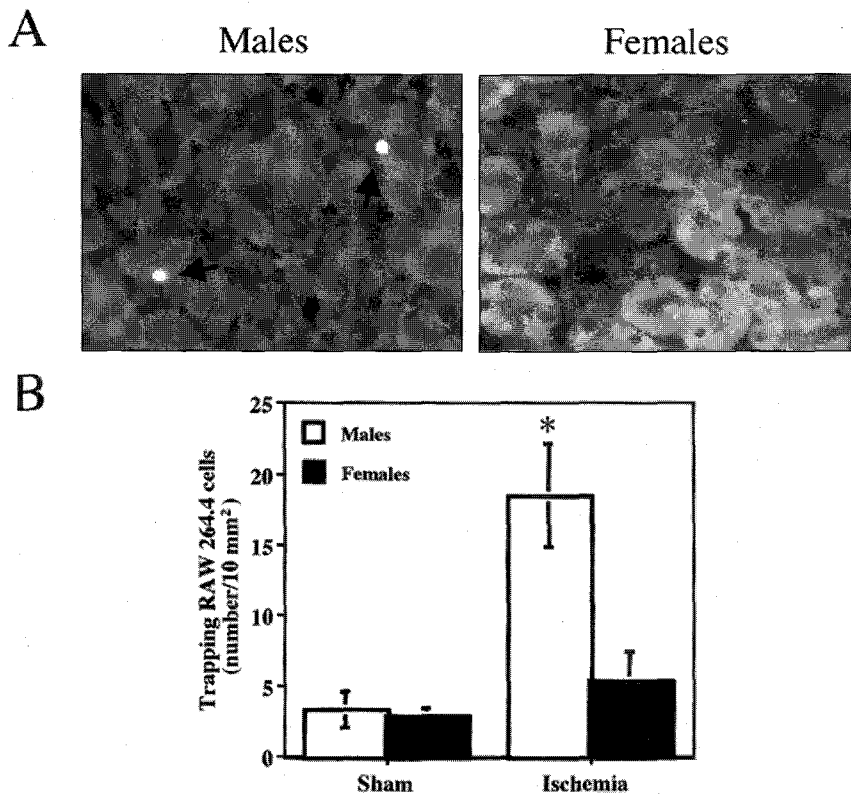 A
Males Females
B
25
20
15
10
5
0
Trapping RAW 264.4 cells
(number/10 mm²)
Males
Females
*
Sham Ischemia